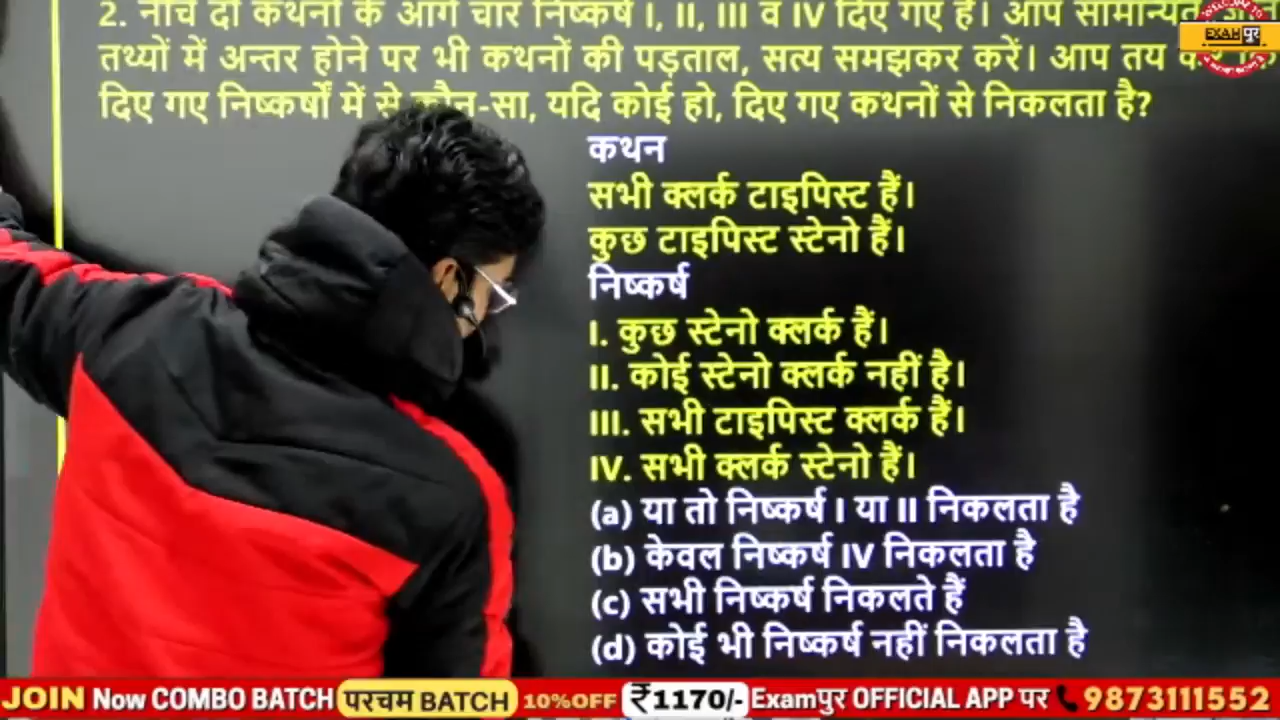 2. नीचे दो कथनों के आगे चार निष्कर्ष I, II, III व IV दिए गए हैं। आप
EXAMपुर
तथ्यों में अन्तर होने पर भी कथनों की पड़ताल, सत्य समझकर करें। आप तय
दिए गए निष्कर्षों में से कौन-सा, यदि कोई हो, दिए गए कथनों से निकलता है?
कथन
सभी क्लर्क टाइपिस्ट हैं।
कुछ टाइपिस्ट स्टेनो हैं।
निष्कर्ष
I. कुछ स्टेनो क्लर्क हैं।
II. कोई स्टेनो क्लर्क नहीं है।
III. सभी टाइपिस्ट क्लर्क हैं।
IV. सभी क्लर्क स्टेनो हैं।
(a) या तो निष्कर्ष I या II निकलता है
(b) केवल निष्कर्ष IV निकलता है
(c) सभी निष्कर्ष निकलते हैं
(d) कोई भी निष्कर्ष नहीं निकलता है
JOIN Now COMBO BATCH परचम BATCH 10%OFF ₹1170/- Examपुर OFFICIAL APP पर 9873111552